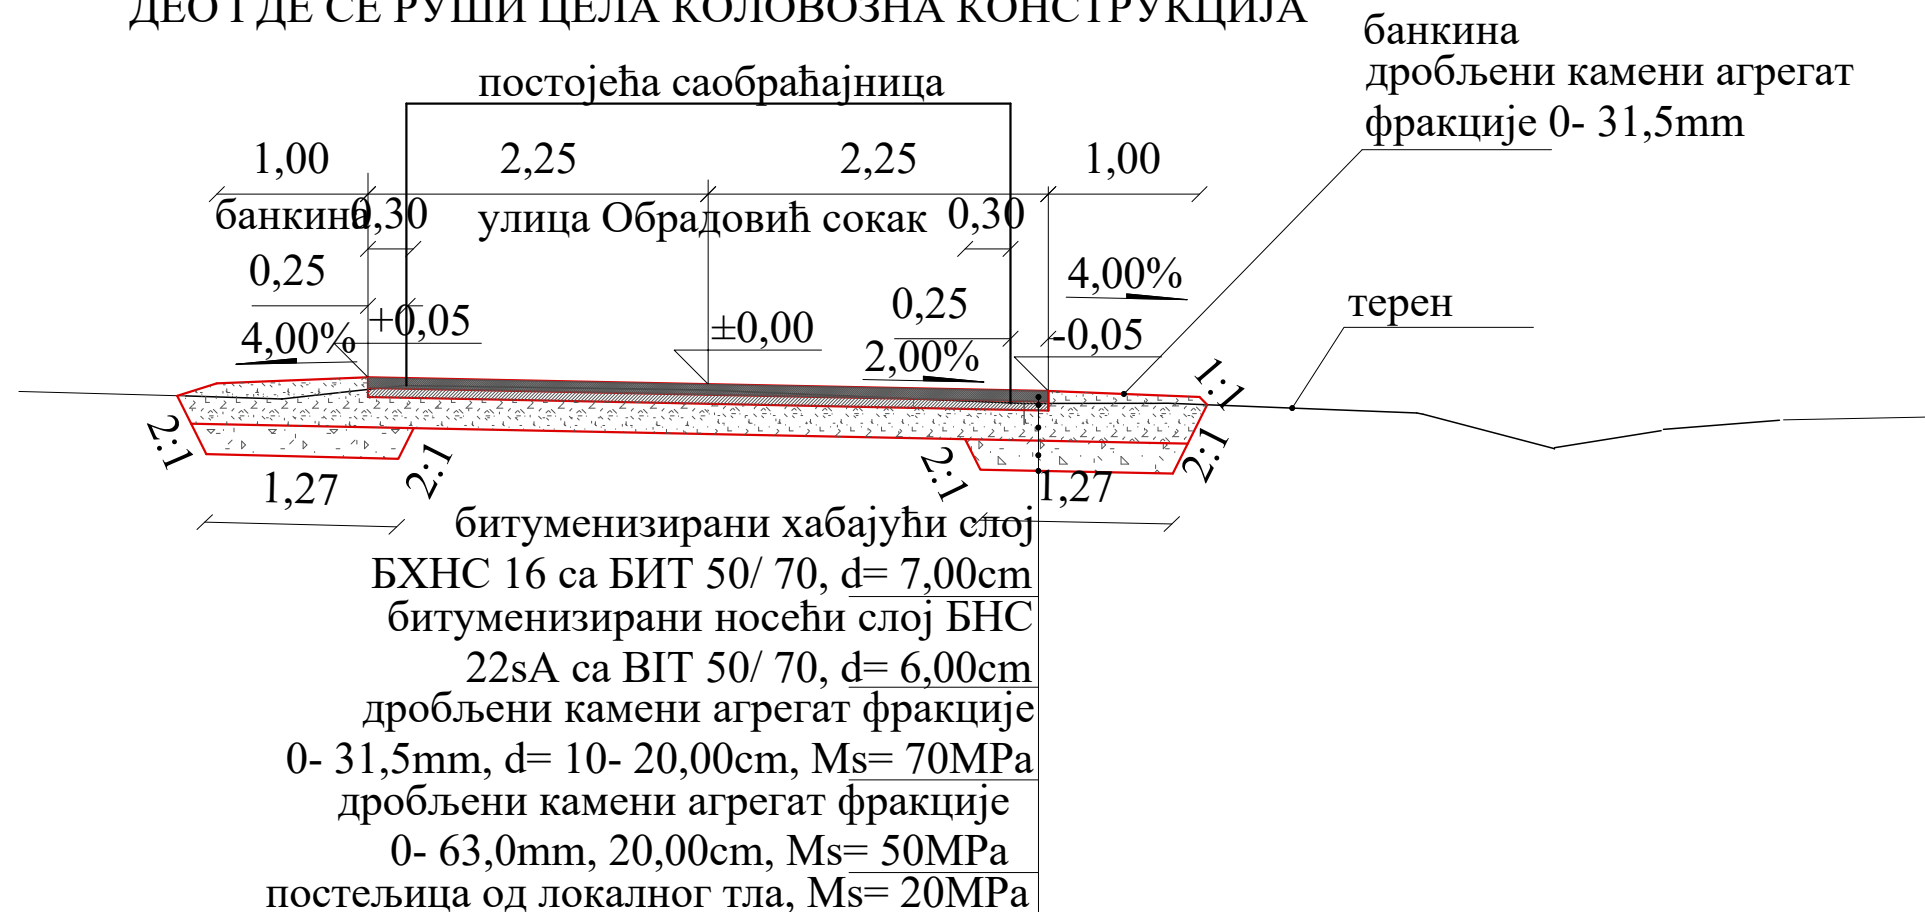 ДЕО ГДЕ СЕ РУШИ ЦЕЛА КОЛОВОЗНА КОНСТРУКЦИЈА
банкина
дробљени камени агрегат
фракције 0- 31,5mm
постојећа саобраћајница
1,00
2,25
2,25
1,00
банкина
0,30
улица Обрадовић сокак
0,30
0,25
4,00%
+0,05
±0,00
0,25
2,00%
4,00%
-0,05
терен
1:1
2:1
2:1
2:1
2:1
1,27
1,27
битуменизирани хабајући слој
БХНС 16 са БИТ 50/ 70, d= 7,00cm
битуменизирани носећи слој БНС
22sA са BIT 50/ 70, d= 6,00cm
дробљени камени агрегат фракције
0- 31,5mm, d= 10- 20,00cm, Ms= 70MPa
дробљени камени агрегат фракције
0- 63,0mm, 20,00cm, Ms= 50MPa
постељица од локалног тла, Ms= 20MPa